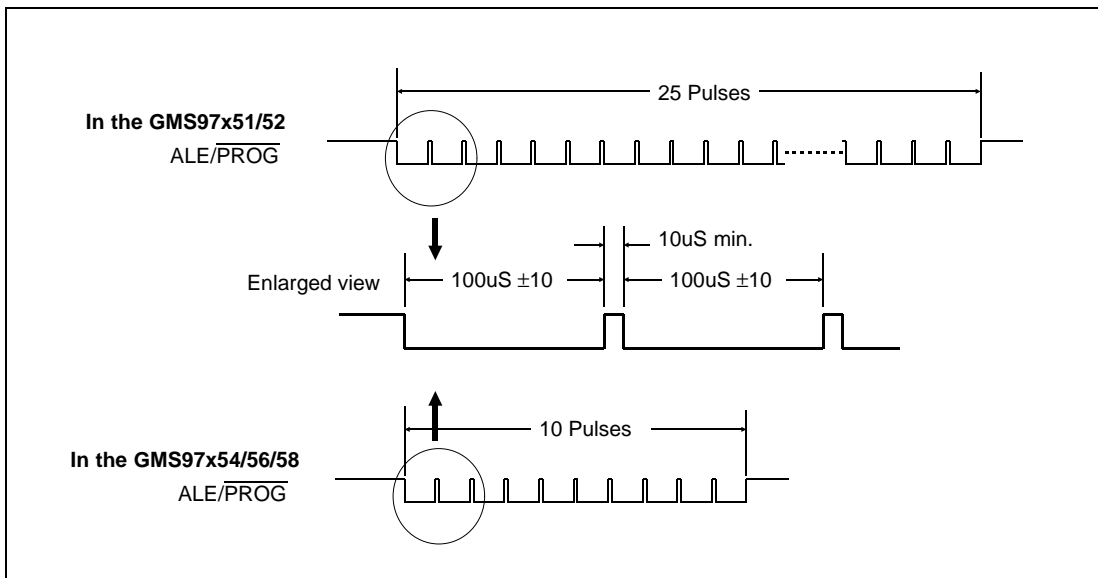 25 Pulses
In the GMS97x51/52
ALE/PROG
10uS min.
Enlarged view
100uS ±10
100uS ±10
10 Pulses
In the GMS97x54/56/58
ALE/PROG